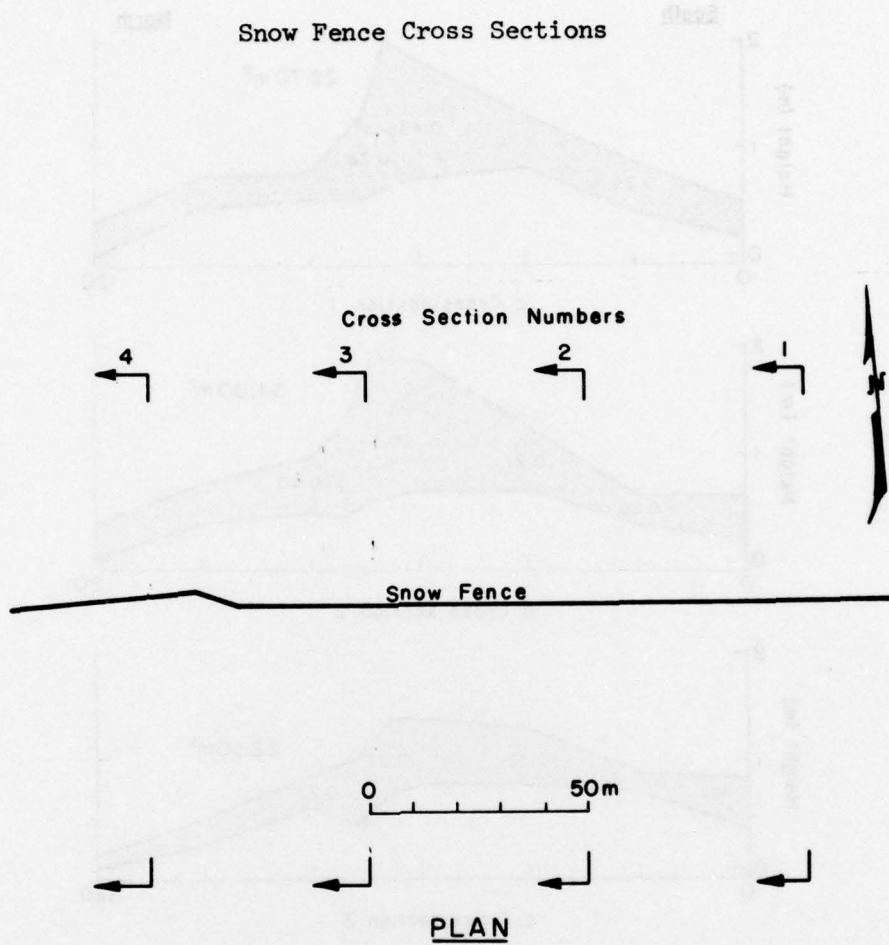 Snow Fence Cross Sections
Cross Section Numbers
4 3 2 1
N
Snow Fence
0 50m
PLAN